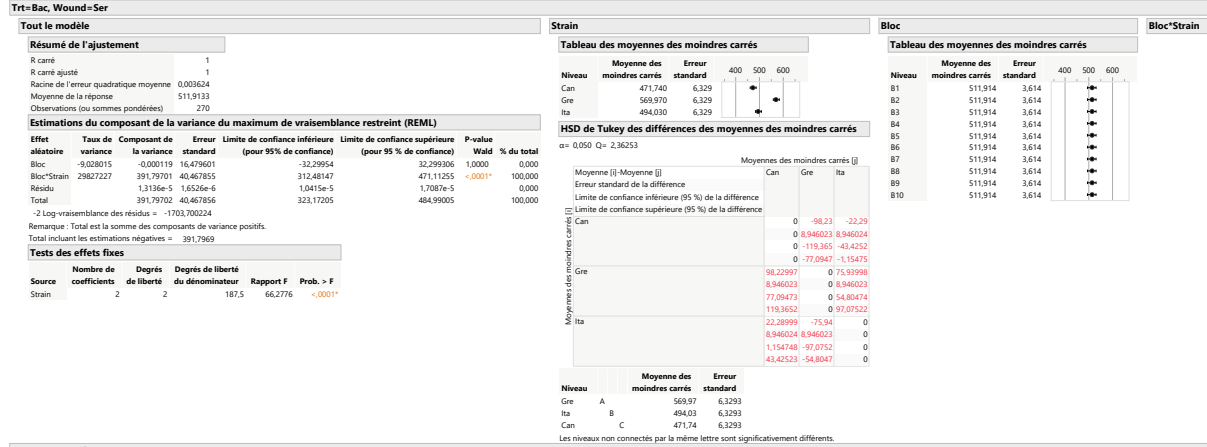 Trt=Bac, Wound=Ser
Tout le modèle
Résumé de l'ajustement
R carré 1
R carré ajusté 1
Racine de l'erreur quadratique moyenne 0,003624
Moyenne de la réponse 511,9133
Observations (ou sommes pondérées) 270
Estimations du composant de la variance du maximum de vraisemblance restreint (REML)
Effet Taux de Composant de Erreur Limite de confiance inférieure Limite de confiance supérieure P-value
aléatoire variance la variance standard (pour 95% de confiance) (pour 95 % de confiance) Wald % du total
Bloc -9,028015 -0,000119 16,479601 -32,29954 32,299306 1,0000 0,000
Bloc*Strain 29827227 391,79701 40,467855 312,48147 471,11255 <,0001* 100,000
Résidu 1,3136e-5 1,6526e-6 1,0415e-5 1,7087e-5 0,000
Total 391,79702 40,467856 323,17205 484,99005 100,000
-2 Log-vraisemblance des résidus = -1703,700224
Remarque : Total est la somme des composants de variance positifs.
Total incluant les estimations négatives = 391,7969
Tests des effets fixes
Nombre de Degrés Degrés de liberté
Source coefficients de liberté du dénominateur Rapport F Prob. > F
Strain 2 2 187,5 66,2776 <,0001*
Strain
Tableau des moyennes des moindres carrés
Moyenne des Erreur
Niveau moindres carrés standard 400 500 600
Can 471,740 6,329
Gre 569,970 6,329
Ita 494,030 6,329
HSD de Tukey des différences des moyennes des moindres carrés
α= 0,050 Q= 2,36253
Moyennes des moindres carrés [j]
Moyenne [i]-Moyenne [j] Can Gre Ita
Erreur standard de la différence
Limite de confiance inférieure (95 %) de la différence
Limite de confiance supérieure (95 %) de la différence
Moyennes des moindres carrés [i]
Can 0 -98,23 -22,29
0 8,946023 8,946024
0 -119,365 -43,4252
0 -77,0947 -1,15475
Gre 98,22997 0 75,93998
8,946023 0 8,946023
77,09473 0 54,80474
119,3652 0 97,07522
Ita 22,28999 -75,94 0
8,946024 8,946023 0
1,154748 -97,0752 0
43,42523 -54,8047 0
Moyenne des Erreur
Niveau moindres carrés standard
Gre A 569,97 6,3293
Ita B 494,03 6,3293
Can C 471,74 6,3293
Les niveaux non connectés par la même lettre sont significativement différents.
Bloc
Tableau des moyennes des moindres carrés
Moyenne des Erreur
Niveau moindres carrés standard 400 500 600
B1 511,914 3,614
B2 511,914 3,614
B3 511,914 3,614
B4 511,914 3,614
B5 511,914 3,614
B6 511,914 3,614
B7 511,914 3,614
B8 511,914 3,614
B9 511,914 3,614
B10 511,914 3,614
Bloc*Strain